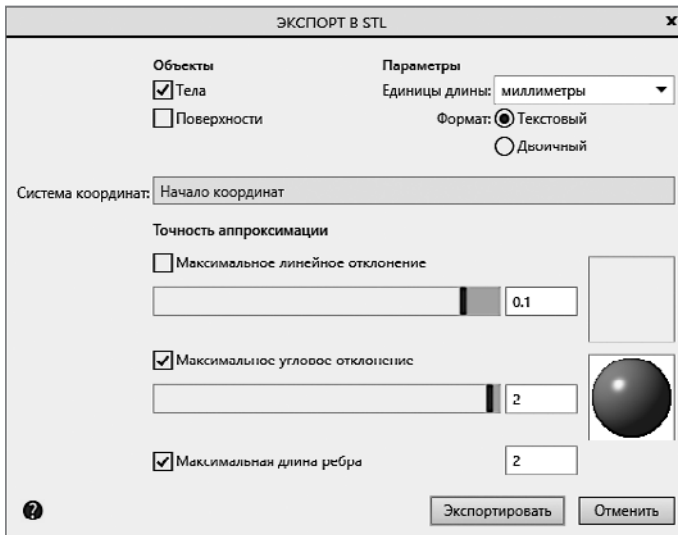 ЭКСПОРТ В STL
Объекты
Параметры
Тела
Единицы длины: миллиметры
Поверхности
Формат: Текстовый
Двоичный
Система координат: Начало координат
Точность аппроксимации
Максимальное линейное отклонение
0.1
Максимальное угловое отклонение
2
Максимальная длина ребра
2
Экспортировать
Отменить